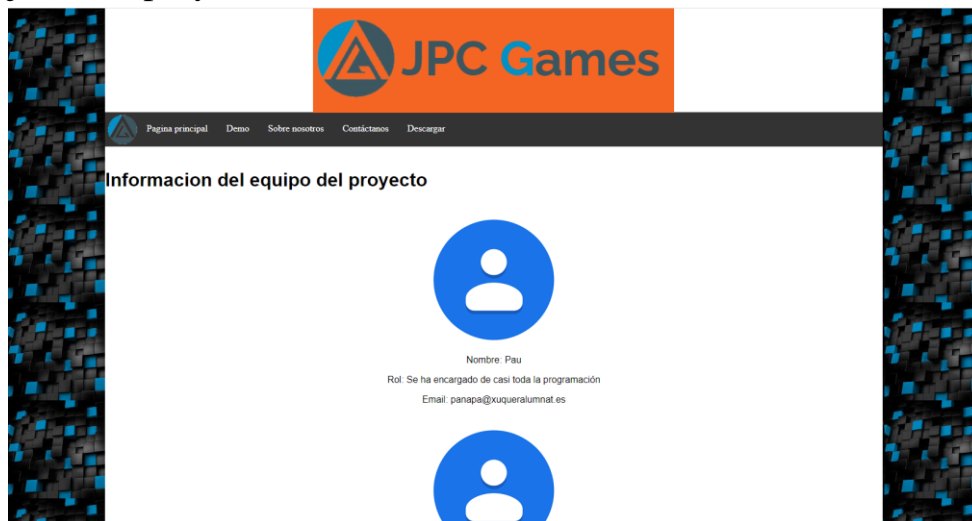 JPC Games
Pagina principal Demo Sobre nosotros Contáctanos Descargar
Informacion del equipo del proyecto
Nombre: Pau
Rol: Se ha encargado de casi toda la programación
Email: panapa@xuqueralumnat.es